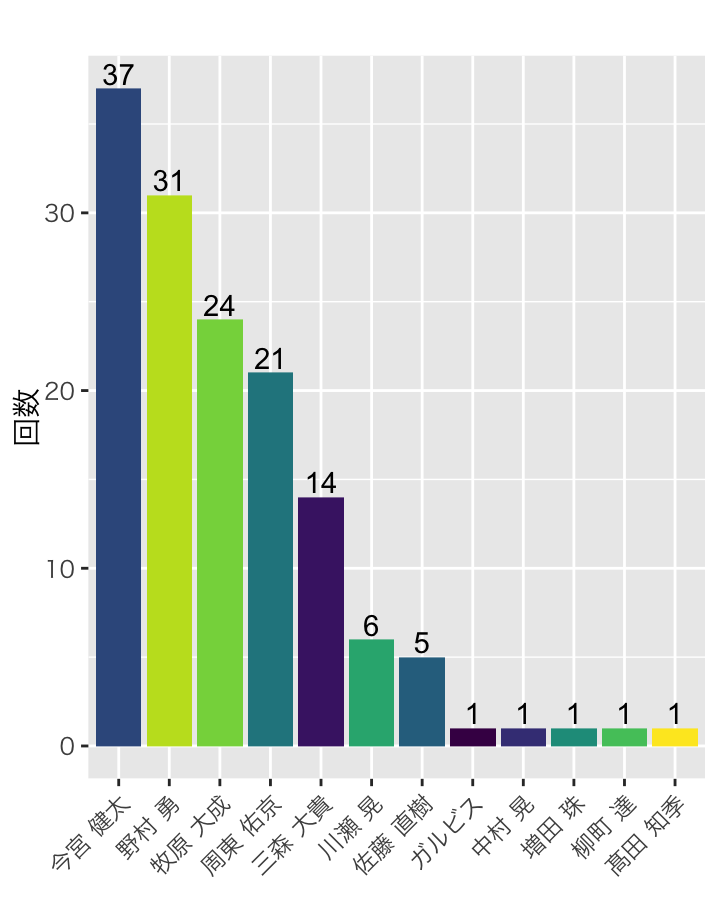 37
31
24
21
14
6
5
1
1
1
1
1
30
20
10
0
回数
今宮 健太
野村 勇
牧原 大成
周東 佑京
三森 大貴
川瀬 晃
佐藤 直樹
ガルビス
中村 晃
増田 珠
柳町 達
髙田 知季